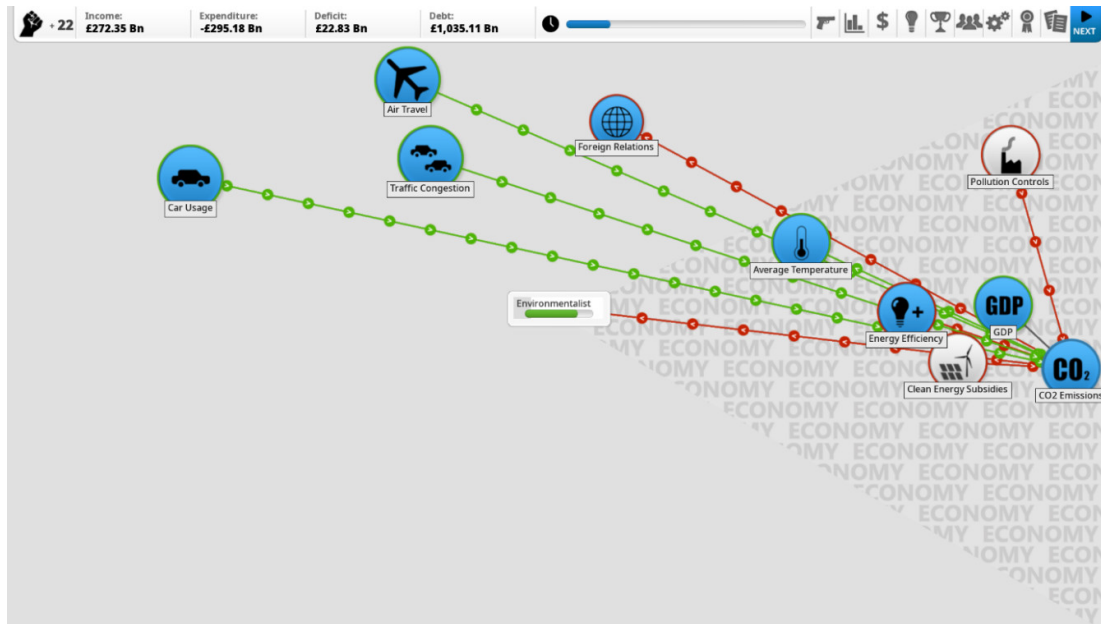 +22
Income:
£272.35 Bn
Expenditure:
-£295.18 Bn
Deficit:
£22.83 Bn
Debt:
£1,035.11 Bn
$
NEXT
Air Travel
Foreign Relations
Traffic Congestion
Pollution Controls
Car Usage
Average Temperature
Environmentalist
GDP
GDP
Energy Efficiency
Clean Energy Subsidies
CO₂
CO2 Emissions
ECONOMY ECONOMY ECONOMY